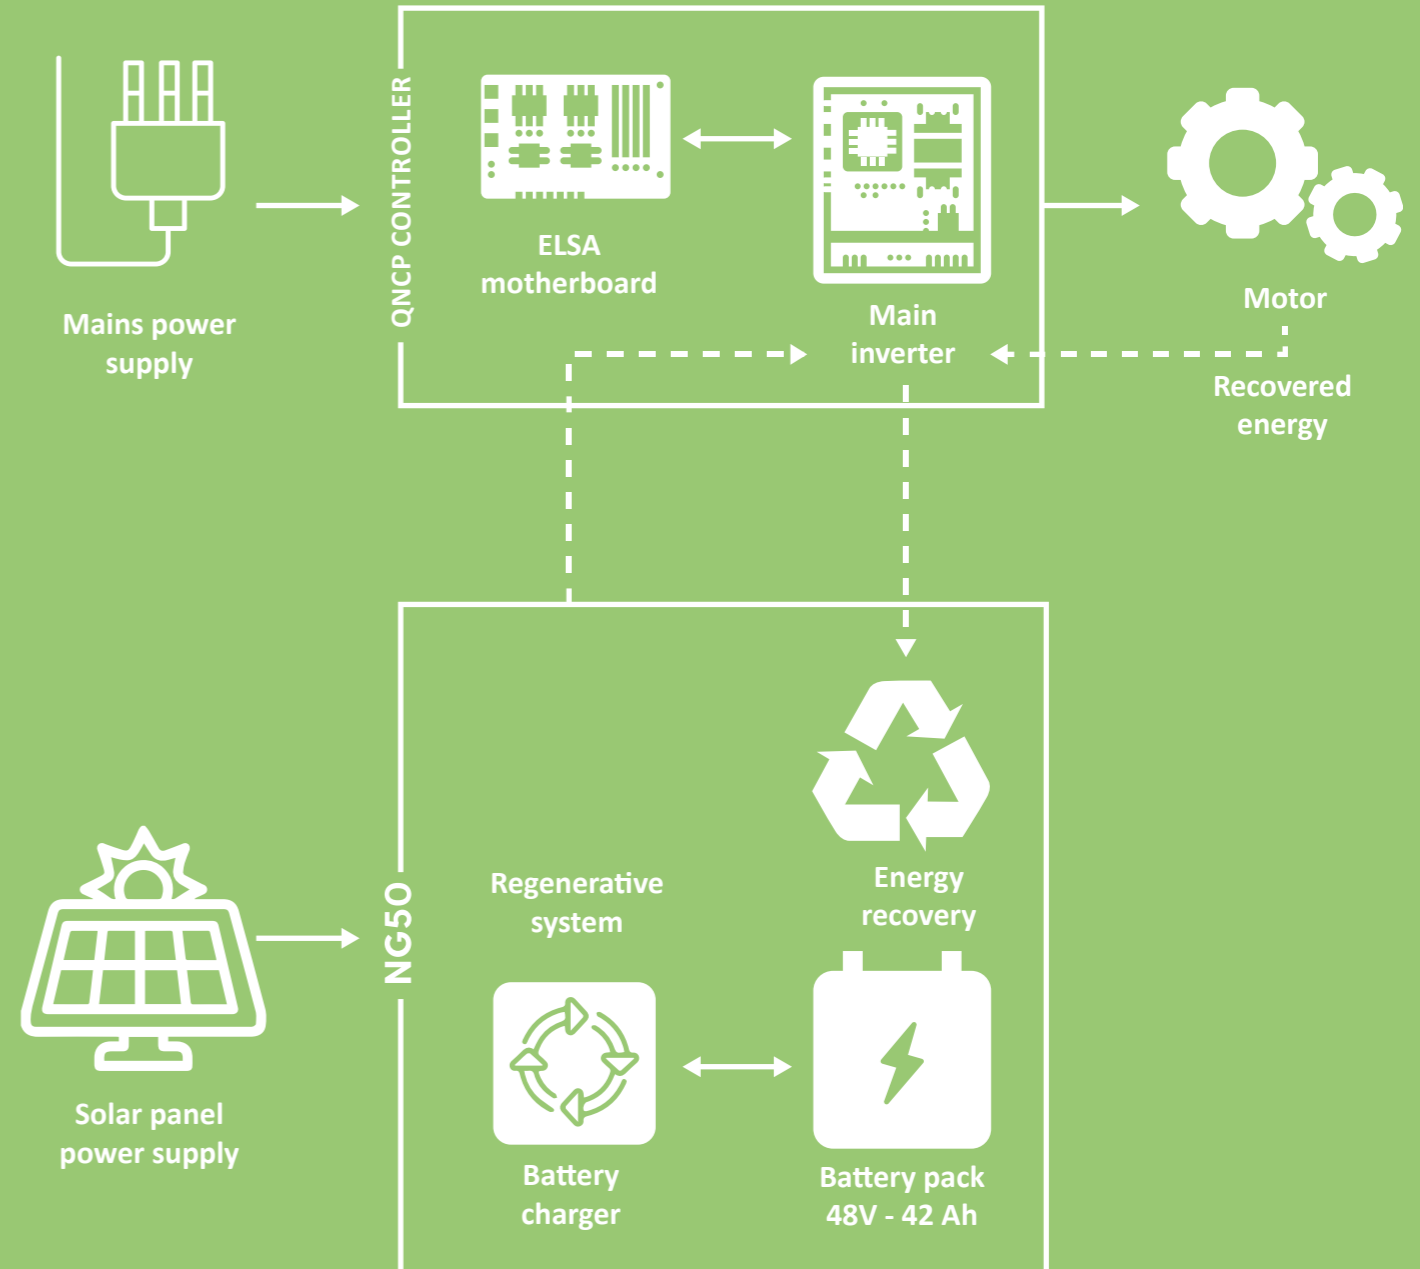 QNCP CONTROLLER
ELSA
motherboard
Main
inverter
Mains power
supply
Motor
Recovered
energy
NG50
Regenerative
system
Energy
recovery
Solar panel
power supply
Battery
charger
Battery pack
48V - 42 Ah